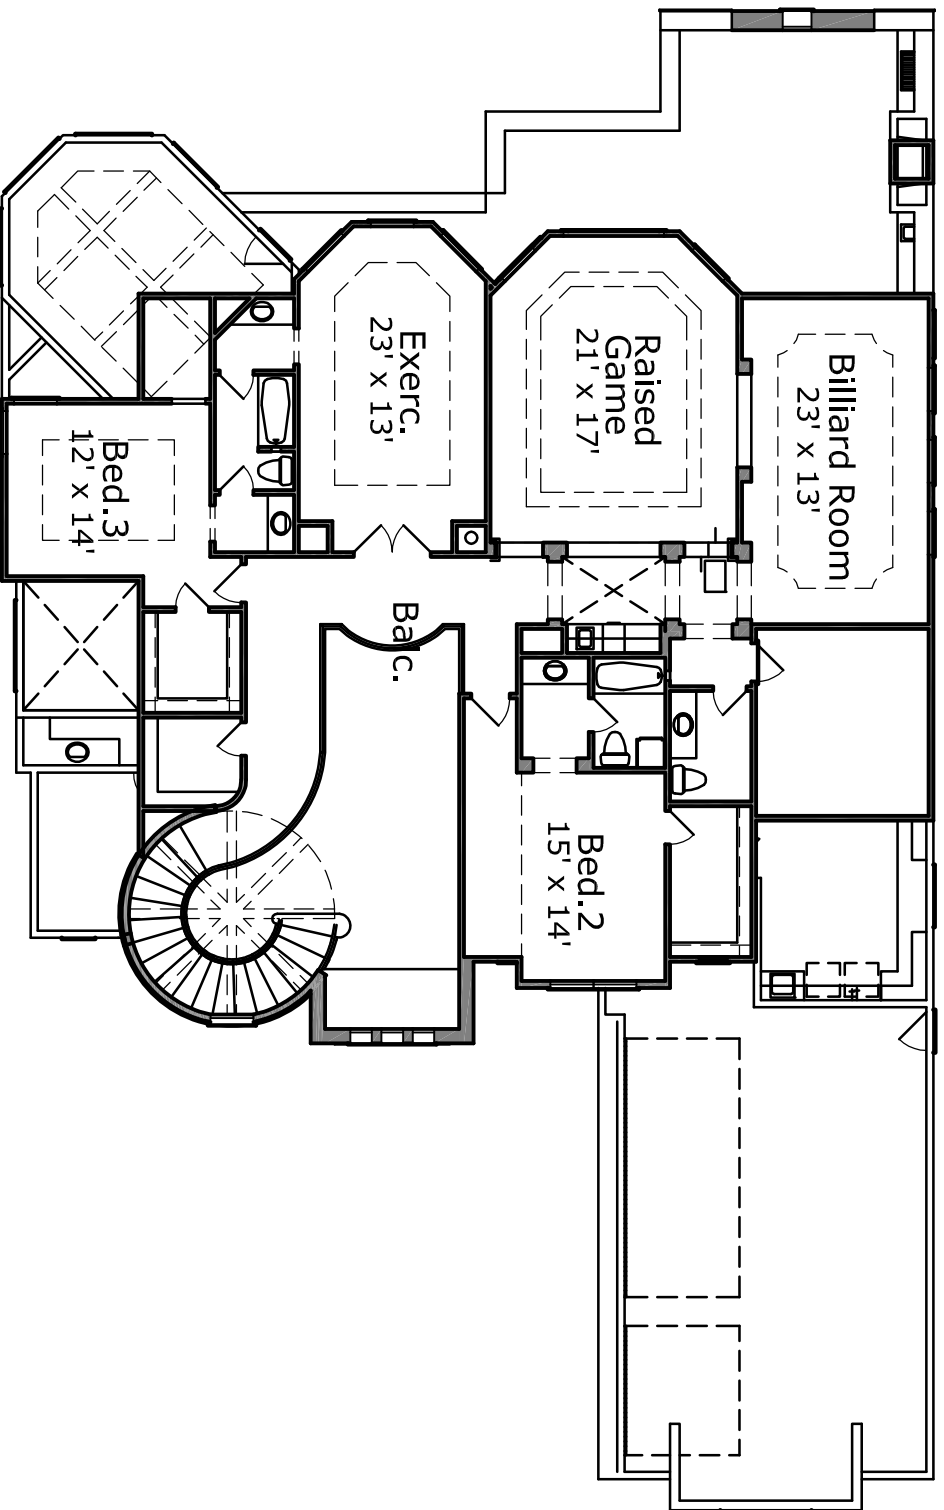 Billiard Room
23' x 13'
Raised
Game
21' x 17'
Exerc.
23' x 13'
Bed.3
12' x 14'
Balc.
Bed.2
15' x 14'